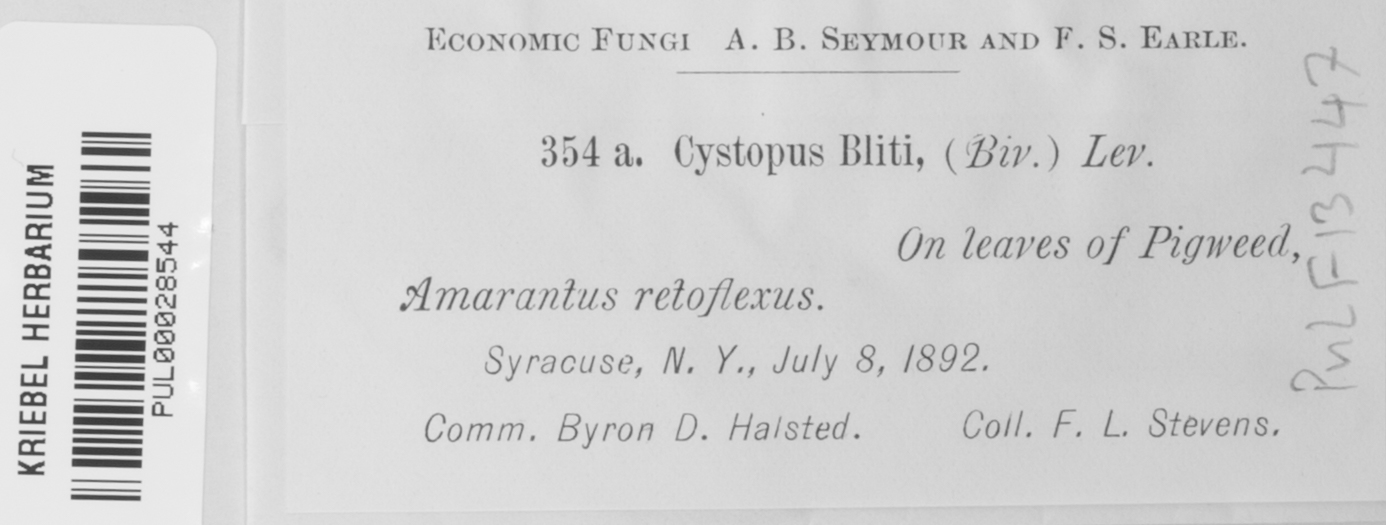 KRIEBEL HERBARIUM
PUL00028544
ECONOMIC FUNGI A. B. SEYMOUR AND F. S. EARLE.
354 a. Cystopus Bliti, (Biv.) Lev.
On leaves of Pigweed,
Amarantus retoflexus.
Syracuse, N. Y., July 8, 1892.
Comm. Byron D. Halsted. Coll. F. L. Stevens.
PUL F13447